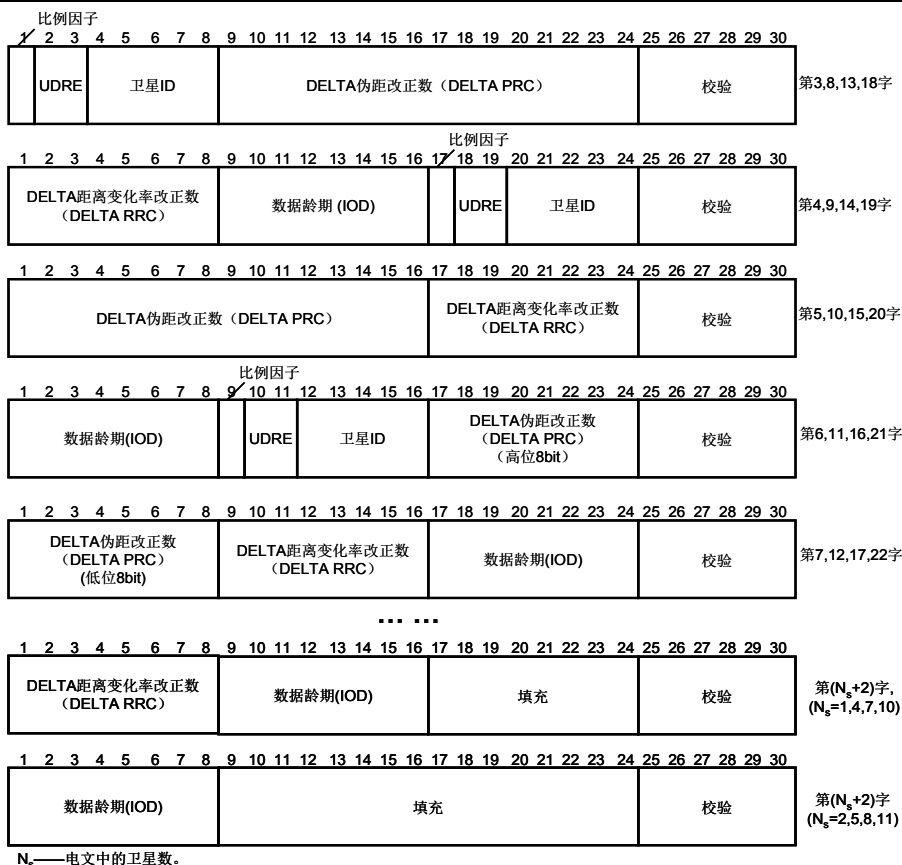 比例因子
1 2 3 4 5 6 7 8 9 10 11 12 13 14 15 16 17 18 19 20 21 22 23 24 25 26 27 28 29 30
UDRE 卫星ID DELTA伪距改正数（DELTA PRC） 校验 第3,8,13,18字
比例因子
1 2 3 4 5 6 7 8 9 10 11 12 13 14 15 16 17 18 19 20 21 22 23 24 25 26 27 28 29 30
DELTA距离变化率改正数
（DELTA RRC）
数据龄期 (IOD) UDRE 卫星ID 校验 第4,9,14,19字
1 2 3 4 5 6 7 8 9 10 11 12 13 14 15 16 17 18 19 20 21 22 23 24 25 26 27 28 29 30
DELTA伪距改正数（DELTA PRC）
DELTA距离变化率改正数
（DELTA RRC）
校验 第5,10,15,20字
比例因子
1 2 3 4 5 6 7 8 9 10 11 12 13 14 15 16 17 18 19 20 21 22 23 24 25 26 27 28 29 30
数据龄期(IOD) UDRE 卫星ID
DELTA伪距改正数
（DELTA PRC）
（高位8bit）
校验 第6,11,16,21字
1 2 3 4 5 6 7 8 9 10 11 12 13 14 15 16 17 18 19 20 21 22 23 24 25 26 27 28 29 30
DELTA伪距改正数
（DELTA PRC）
(低位8bit)
DELTA距离变化率改正数
（DELTA RRC）
数据龄期(IOD) 校验 第7,12,17,22字
... ...
1 2 3 4 5 6 7 8 9 10 11 12 13 14 15 16 17 18 19 20 21 22 23 24 25 26 27 28 29 30
DELTA距离变化率改正数
（DELTA RRC）
数据龄期(IOD) 填充 校验
第(Ns+2)字,
(Ns=1,4,7,10)
1 2 3 4 5 6 7 8 9 10 11 12 13 14 15 16 17 18 19 20 21 22 23 24 25 26 27 28 29 30
数据龄期(IOD) 填充 校验
第(Ns+2)字
(Ns=2,5,8,11)
Ns——电文中的卫星数。